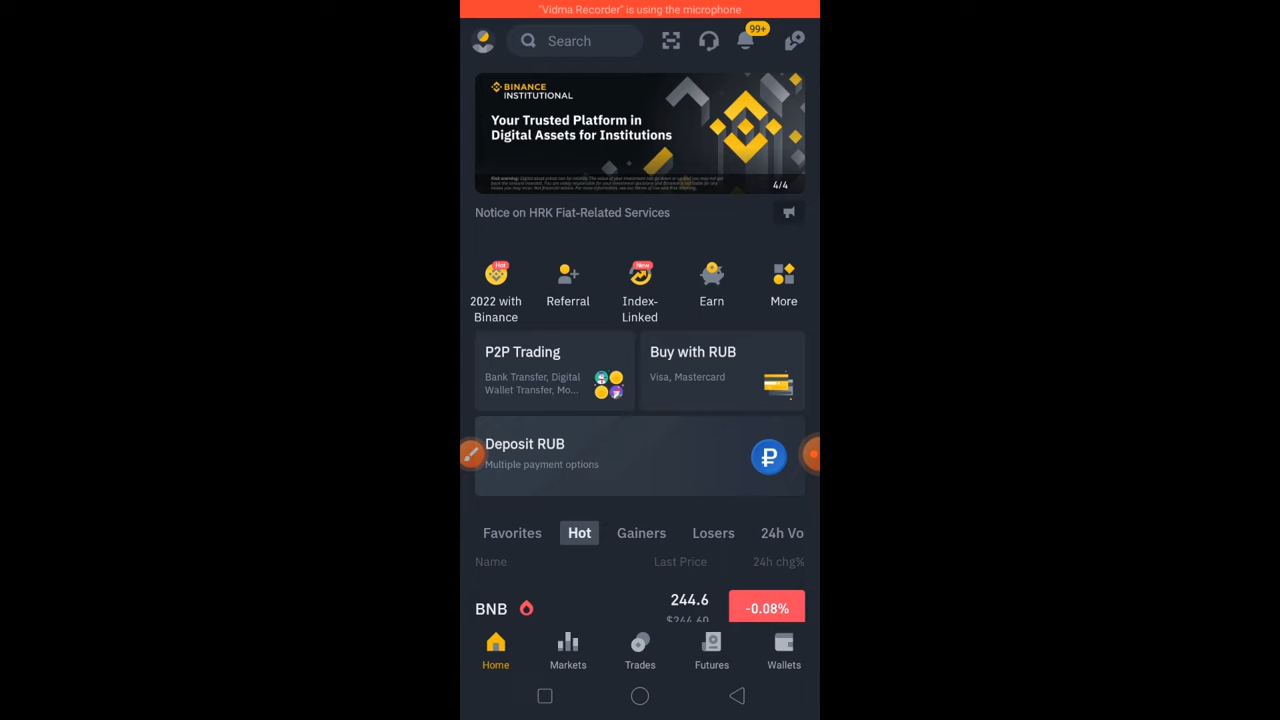 "Vidma Recorder" is using the microphone
99+
Search
BINANCE
INSTITUTIONAL
Your Trusted Platform in
Digital Assets for Institutions
4/4
Notice on HRK Fiat-Related Services
Hot
New
2022 with
Binance
Referral
Index-
Linked
Earn
More
P2P Trading
Bank Transfer, Digital
Wallet Transfer, Mo...
Buy with RUB
Visa, Mastercard
Deposit RUB
Multiple payment options
Favorites Hot Gainers Losers 24h Vo
Name Last Price 24h chg%
BNB 244.6 -0.08%
$244.60
Home Markets Trades Futures Wallets